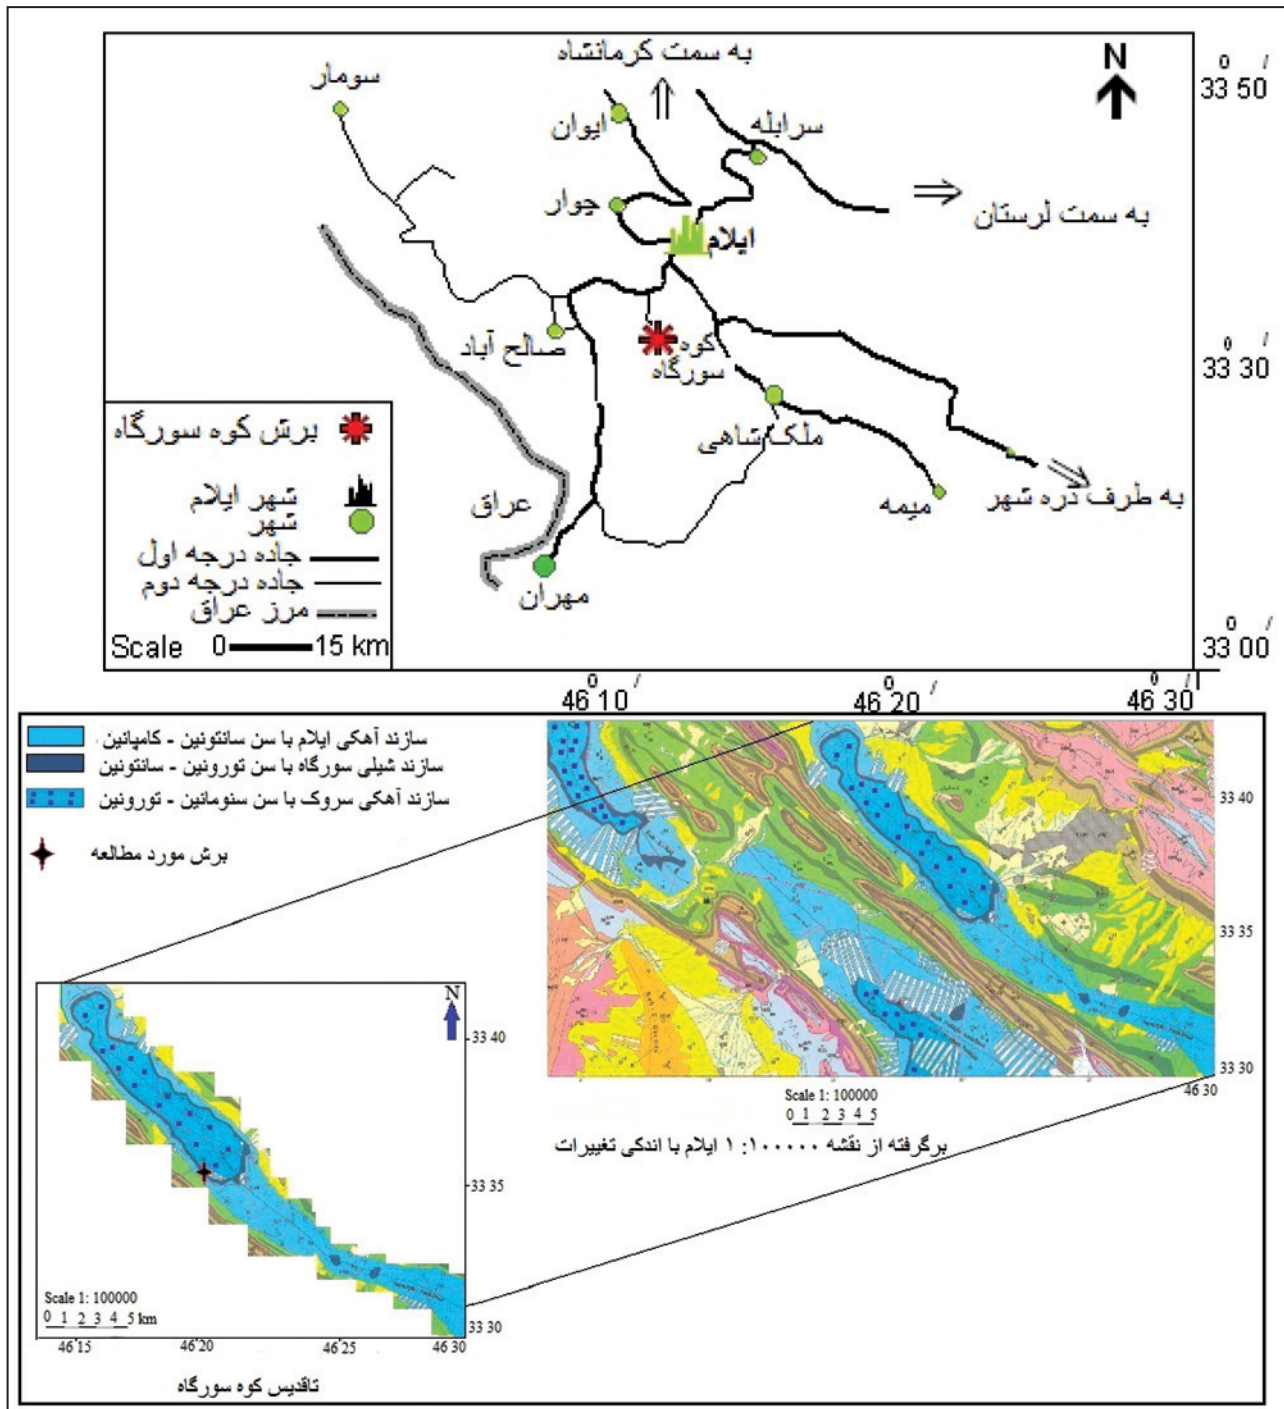 به سمت کرمانشاه
N
33 50
سومار
ایوان
سرابله
چوار
به سمت لرستان
ایلام
صالح آباد
کوه
سورگاه
33 30
ملک شاهی
میمه
به طرف دره شهر
عراق
مهران
برش کوه سورگاه
شهر ایلام
شهر
جاده درجه اول
جاده درجه دوم
مرز عراق
Scale 0 15 km
33 00
46 10
46 20
46 30
سازند آهکی ایلام با سن سانتونین - کامپانین
سازند شیلی سورگاه با سن تورونین - سانتونین
سازند آهکی سروک با سن سنومانین - تورونین
برش مورد مطالعه
33 40
33 35
33 30
46 30
Scale 1: 100000
0 1 2 3 4 5
برگرفته از نقشه ۱۰۰۰۰۰: ۱ ایلام با اندکی تغییرات
N
33 40
33 35
33 30
Scale 1: 100000
0 1 2 3 4 5 km
46 15
46 20
46 25
46 30
تاقدیس کوه سورگاه